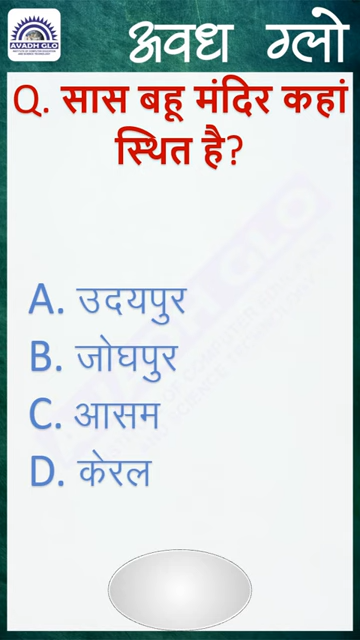 AVADH GLO
अवध ग्लो
Q. सास बहू मंदिर कहां
स्थित है?
A. उदयपुर
B. जोघपुर
C. आसम
D. केरल